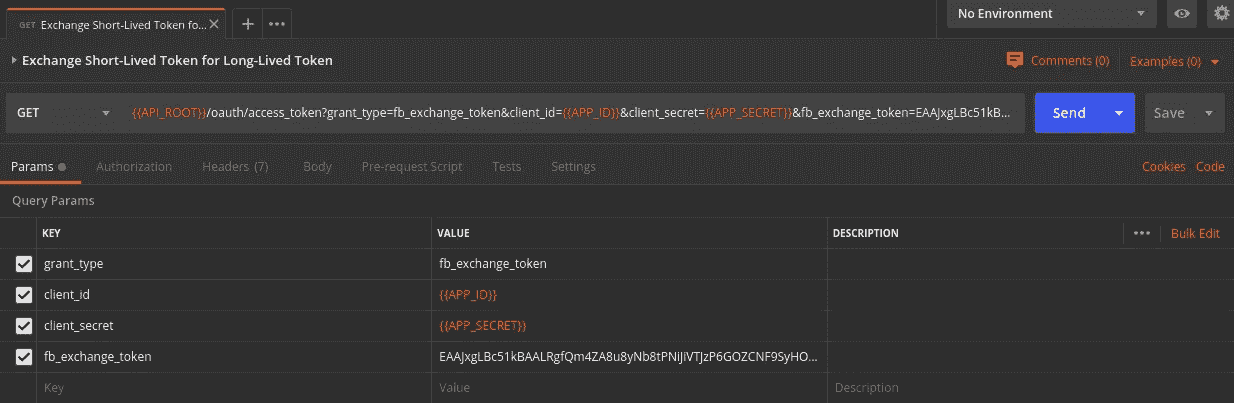 GET Exchange Short-Lived Token fo...
No Environment
Exchange Short-Lived Token for Long-Lived Token
Comments (0) Examples (0)
GET {{API_ROOT}}/oauth/access_token?grant_type=fb_exchange_token&client_id={{APP_ID}}&client_secret={{APP_SECRET}}&fb_exchange_token=EAAJxgLBc51kB... Send Save
Params Authorization Headers (7) Body Pre-request Script Tests Settings Cookies Code
Query Params
KEY VALUE DESCRIPTION Bulk Edit
grant_type fb_exchange_token
client_id {{APP_ID}}
client_secret {{APP_SECRET}}
fb_exchange_token EAAJxgLBc51kBAALRgfQm4ZA8u8yNb8tPNiJiVTJzP6GOZCNF9SyHO...
Key Value Description